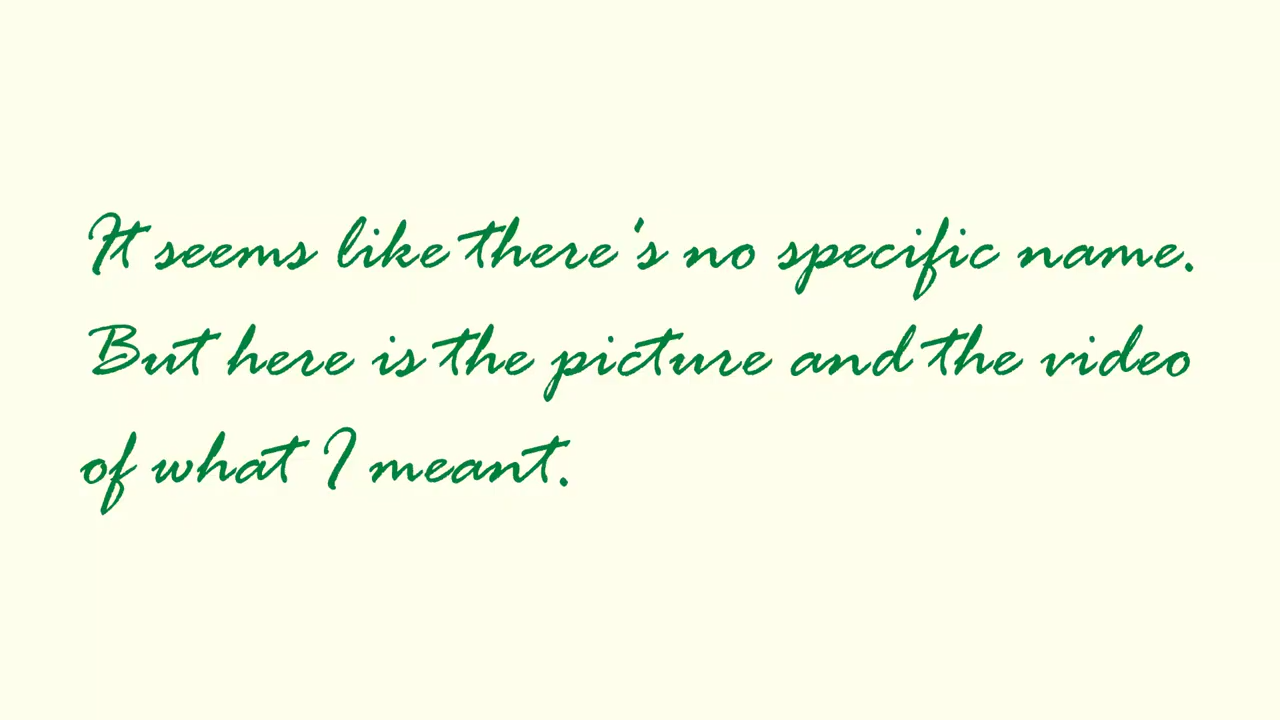 It seems like there's no specific name.
But here is the picture and the video
of what I meant.